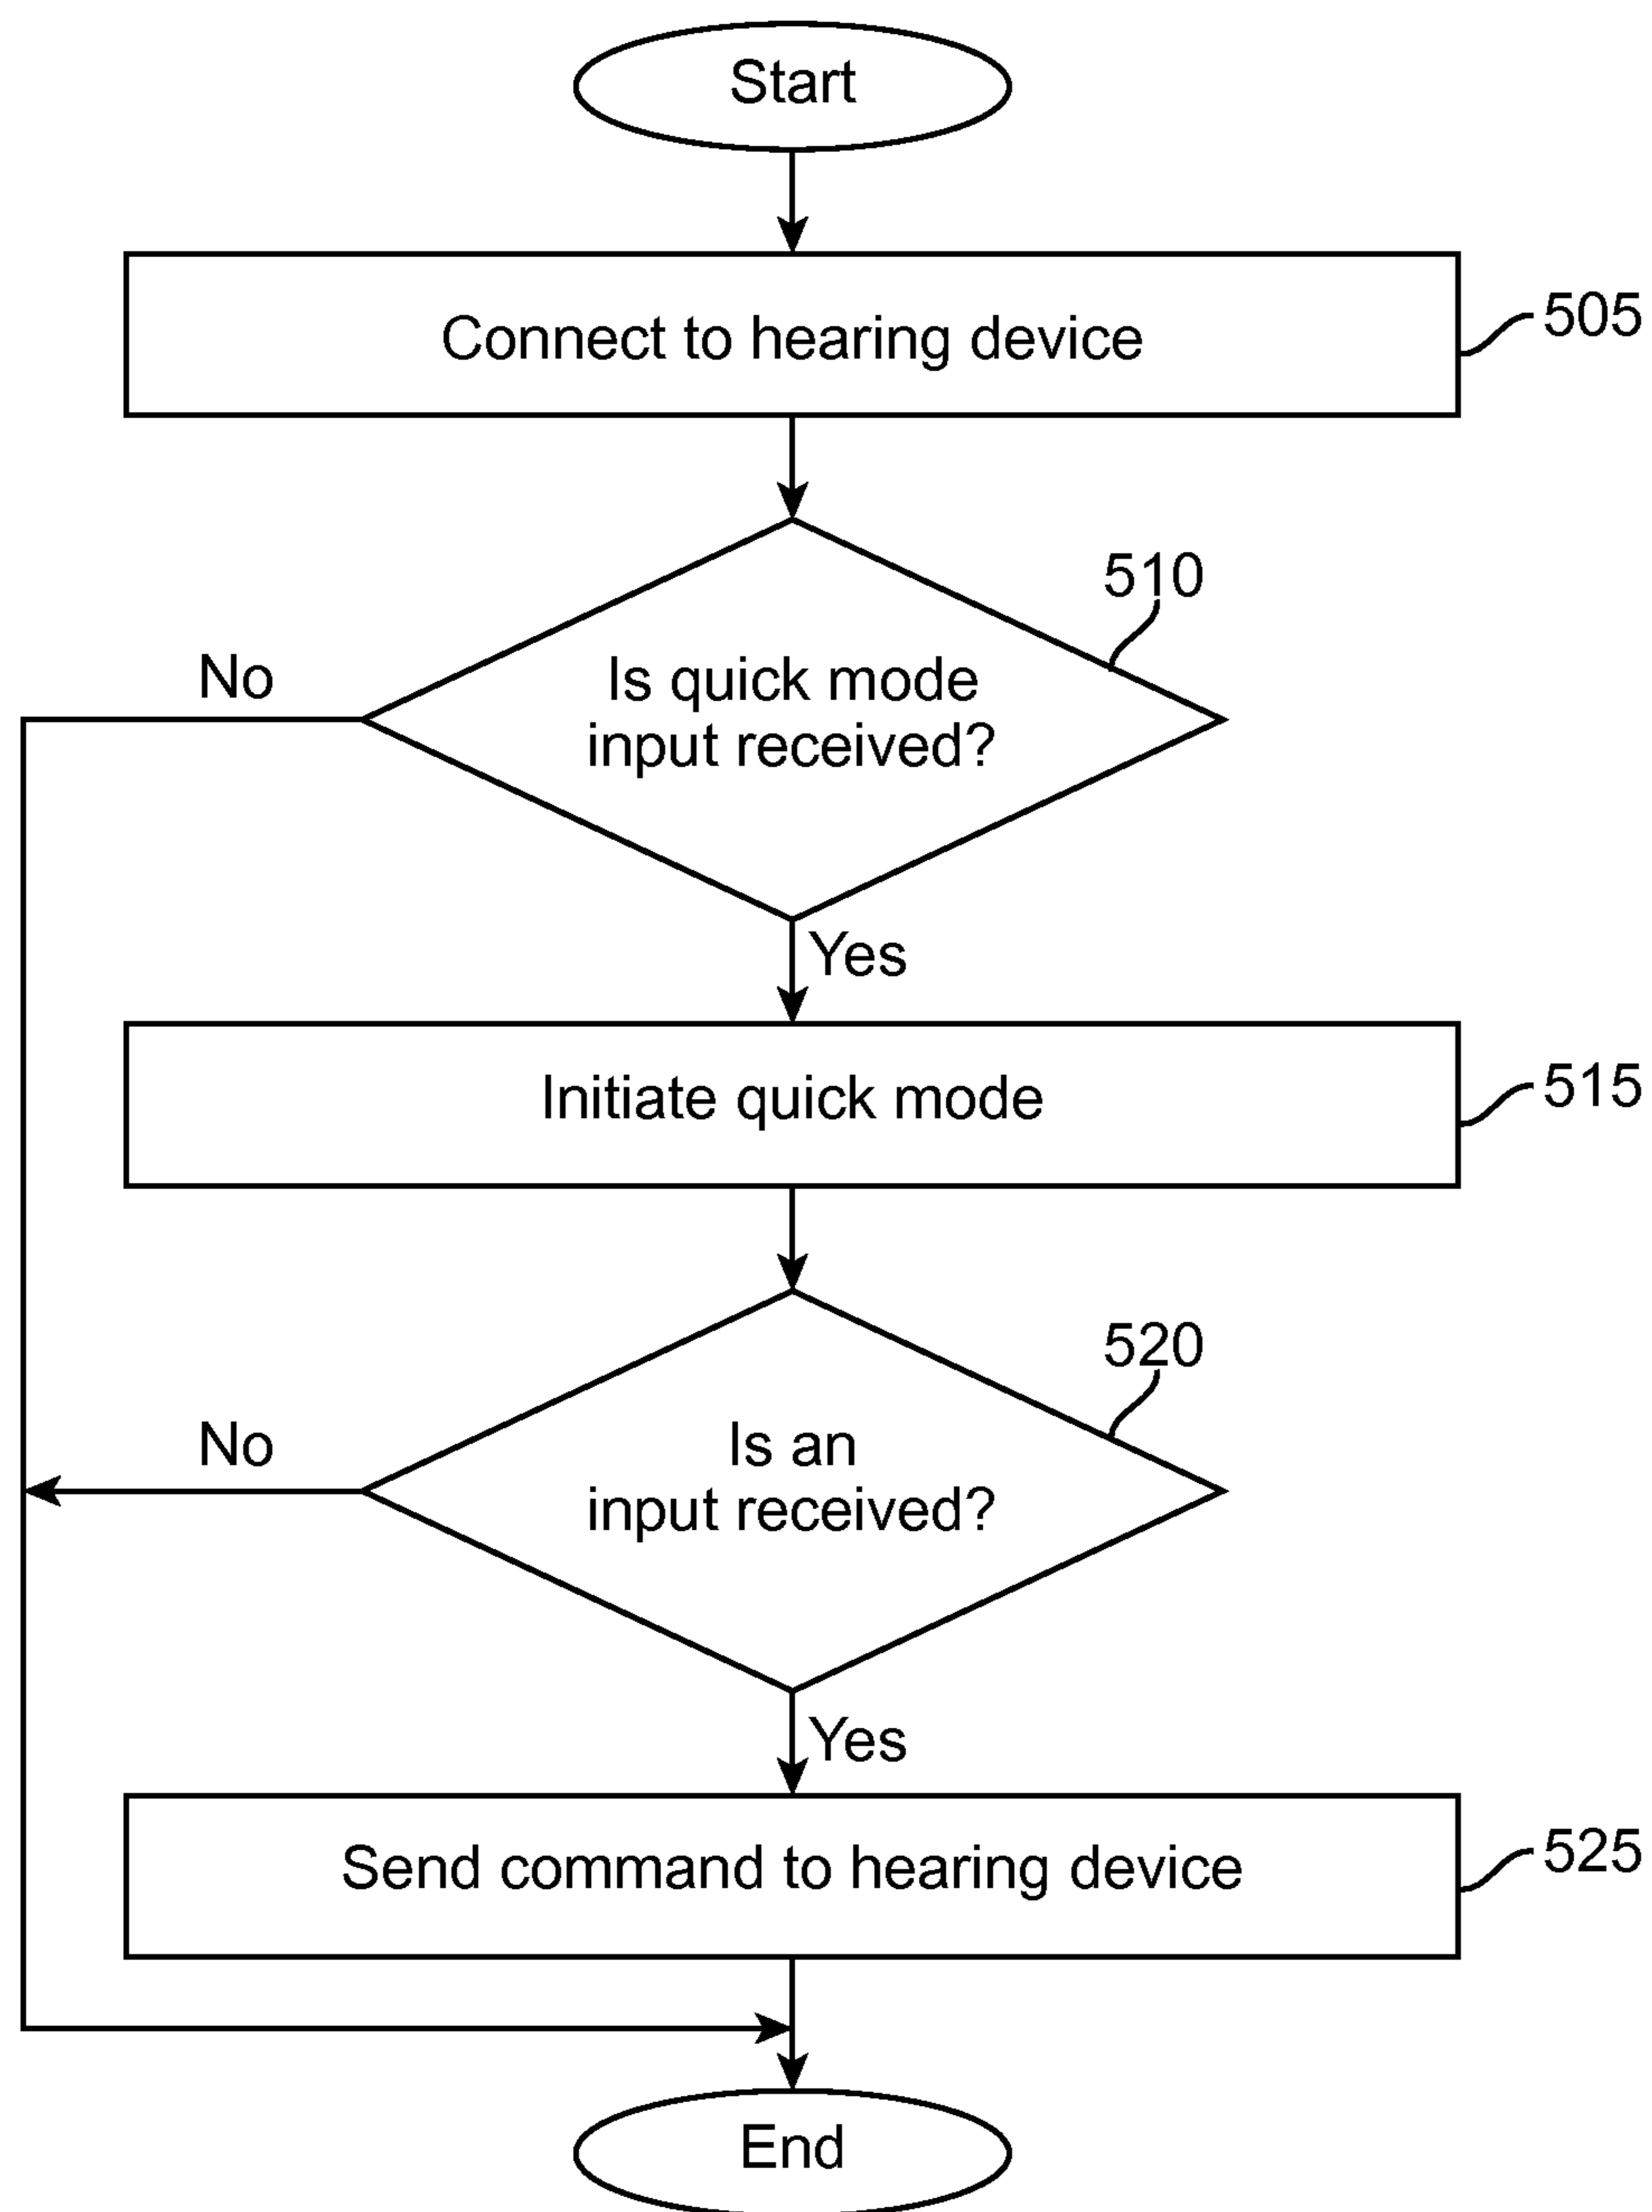 Start
Connect to hearing device
505
510
No
Is quick mode
input received?
Yes
Initiate quick mode
515
520
No
Is an
input received?
Yes
Send command to hearing device
525
End